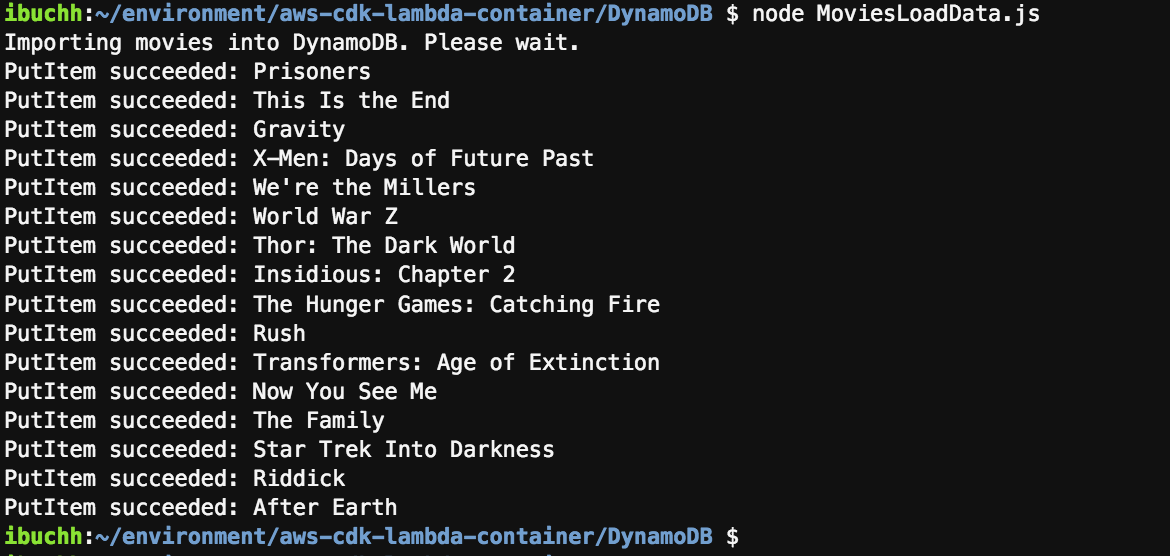 ibuchh:~/environment/aws-cdk-lambda-container/DynamoDB $ node MoviesLoadData.js
Importing movies into DynamoDB. Please wait.
PutItem succeeded: Prisoners
PutItem succeeded: This Is the End
PutItem succeeded: Gravity
PutItem succeeded: X-Men: Days of Future Past
PutItem succeeded: We're the Millers
PutItem succeeded: World War Z
PutItem succeeded: Thor: The Dark World
PutItem succeeded: Insidious: Chapter 2
PutItem succeeded: The Hunger Games: Catching Fire
PutItem succeeded: Rush
PutItem succeeded: Transformers: Age of Extinction
PutItem succeeded: Now You See Me
PutItem succeeded: The Family
PutItem succeeded: Star Trek Into Darkness
PutItem succeeded: Riddick
PutItem succeeded: After Earth
ibuchh:~/environment/aws-cdk-lambda-container/DynamoDB $